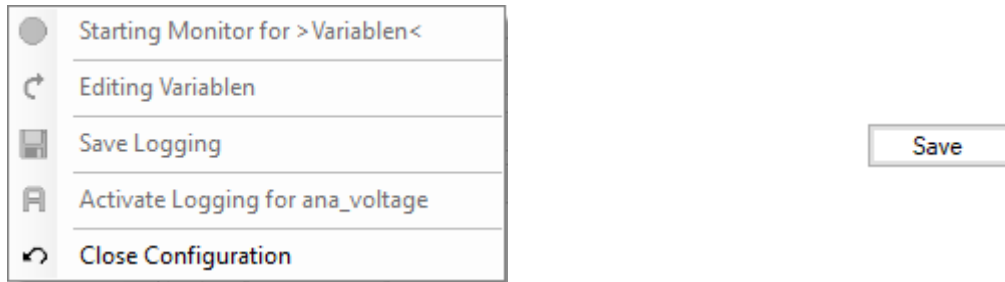 Starting Monitor for >Variablen<
Editing Variablen
Save Logging
Save
Activate Logging for ana_voltage
Close Configuration